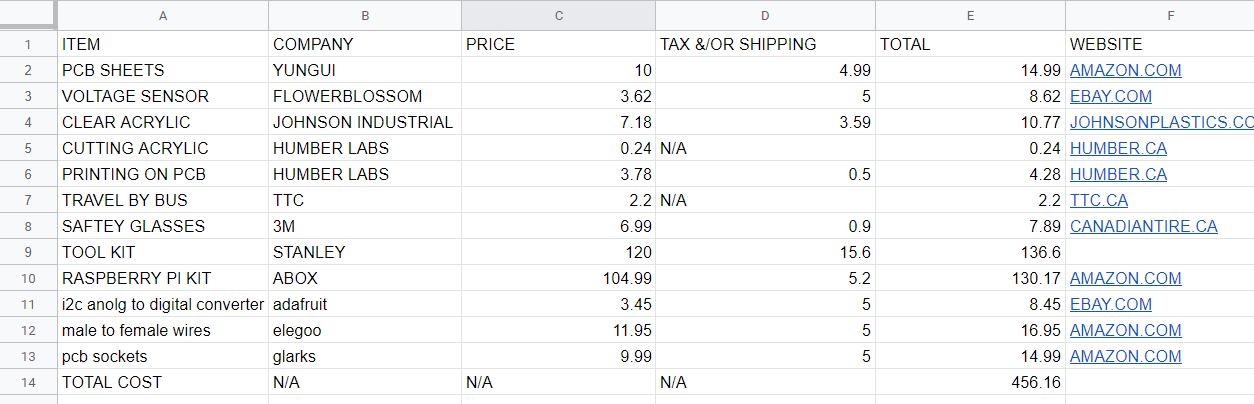 A B C D E F
1 ITEM COMPANY PRICE TAX &/OR SHIPPING TOTAL WEBSITE
2 PCB SHEETS YUNGUI 10 4.99 14.99 AMAZON.COM
3 VOLTAGE SENSOR FLOWERBLOSSOM 3.62 5 8.62 EBAY.COM
4 CLEAR ACRYLIC JOHNSON INDUSTRIAL 7.18 3.59 10.77 JOHNSONPLASTICS.CO
5 CUTTING ACRYLIC HUMBER LABS 0.24 N/A 0.24 HUMBER.CA
6 PRINTING ON PCB HUMBER LABS 3.78 0.5 4.28 HUMBER.CA
7 TRAVEL BY BUS TTC 2.2 N/A 2.2 TTC.CA
8 SAFTEY GLASSES 3M 6.99 0.9 7.89 CANADIANTIRE.CA
9 TOOL KIT STANLEY 120 15.6 136.6
10 RASPBERRY PI KIT ABOX 104.99 5.2 130.17 AMAZON.COM
11 i2c anolg to digital converter adafruit 3.45 5 8.45 EBAY.COM
12 male to female wires elegoo 11.95 5 16.95 AMAZON.COM
13 pcb sockets glarks 9.99 5 14.99 AMAZON.COM
14 TOTAL COST N/A N/A N/A 456.16